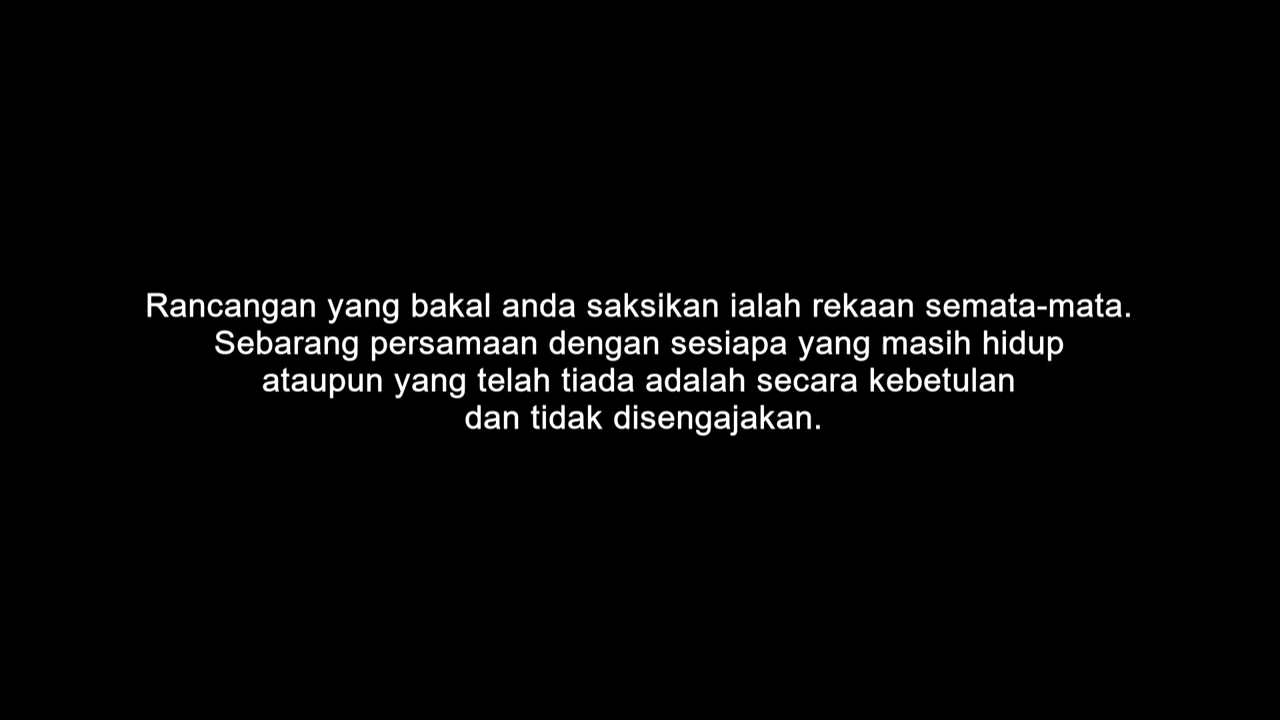 Rancangan yang bakal anda saksikan ialah rekaan semata-mata.
Sebarang persamaan dengan sesiapa yang masih hidup
ataupun yang telah tiada adalah secara kebetulan
dan tidak disengajakan.